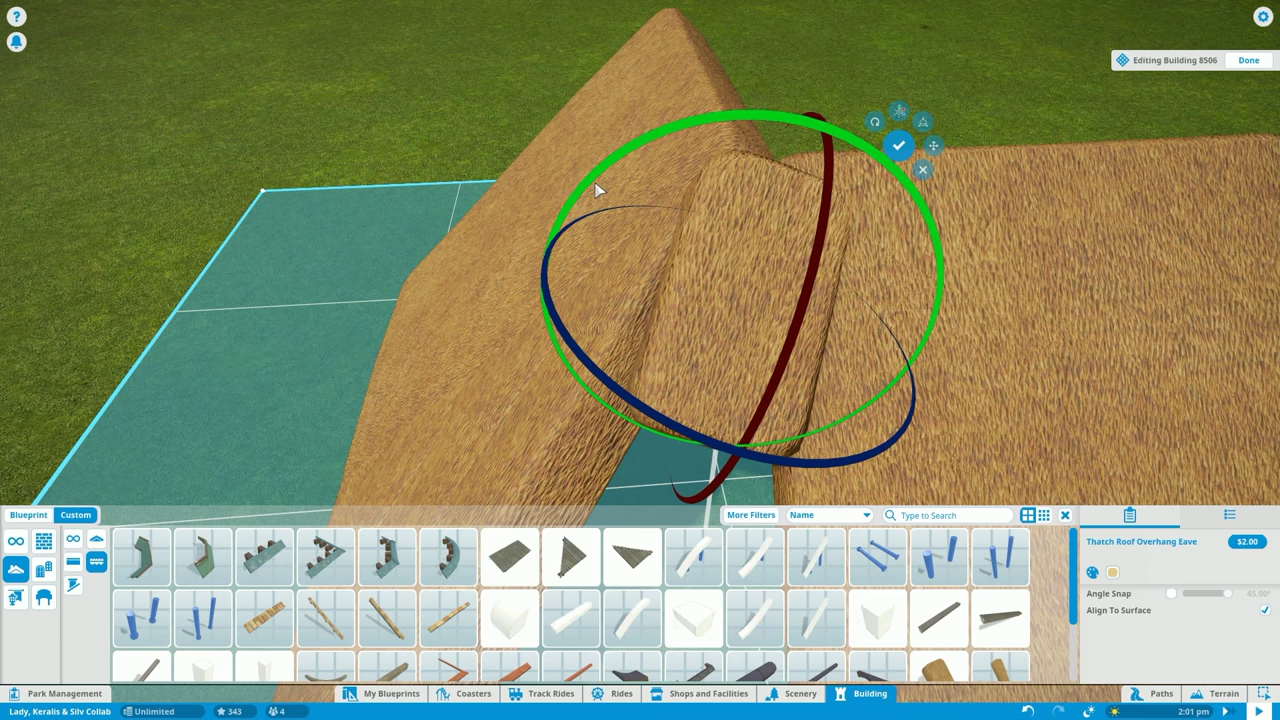 ?
Editing Building 8506
Done
Blueprint
Custom
More Filters
Name
Type to Search
Thatch Roof Overhang Eave
$2.00
Angle Snap
45.00°
Align To Surface
Park Management
My Blueprints
Coasters
Track Rides
Rides
Shops and Facilities
Scenery
Building
Paths
Terrain
Lady, Keralis & Silv Collab
Unlimited
343
4
2:01 pm